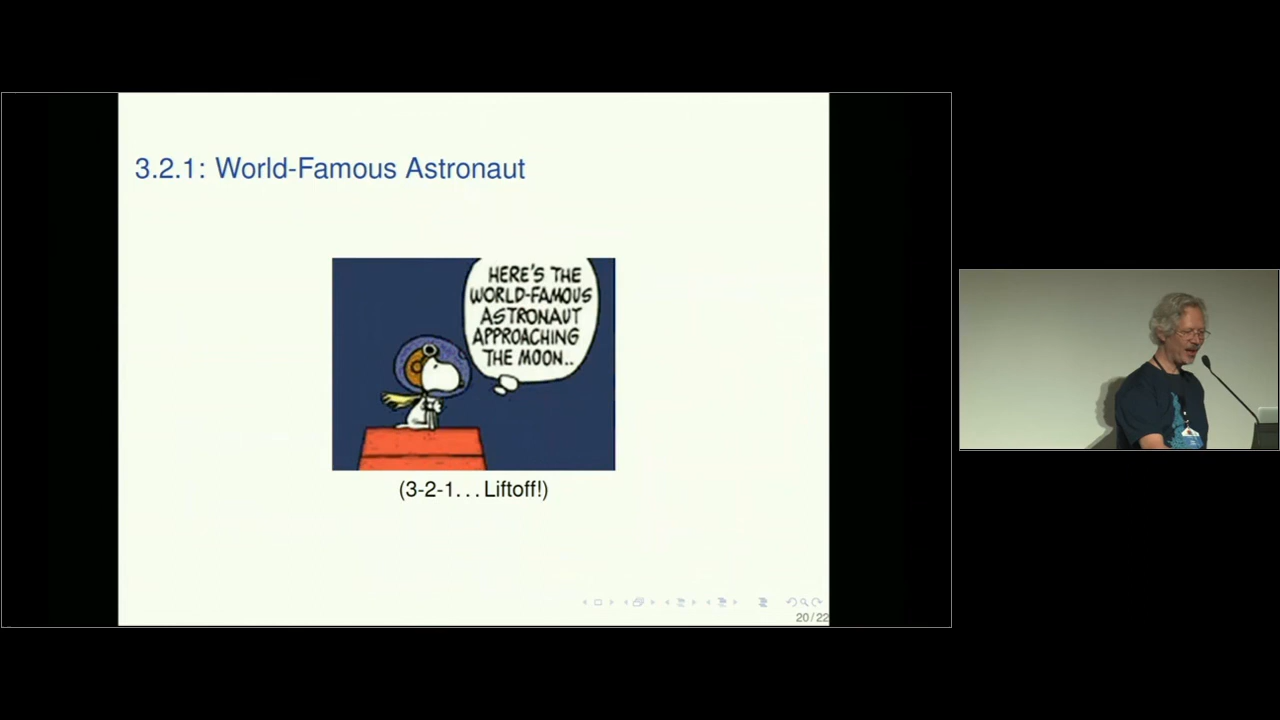 3.2.1: World-Famous Astronaut
HERE'S THE
WORLD-FAMOUS
ASTRONAUT
APPROACHING
THE MOON..
(3-2-1...Liftoff!)
20/22